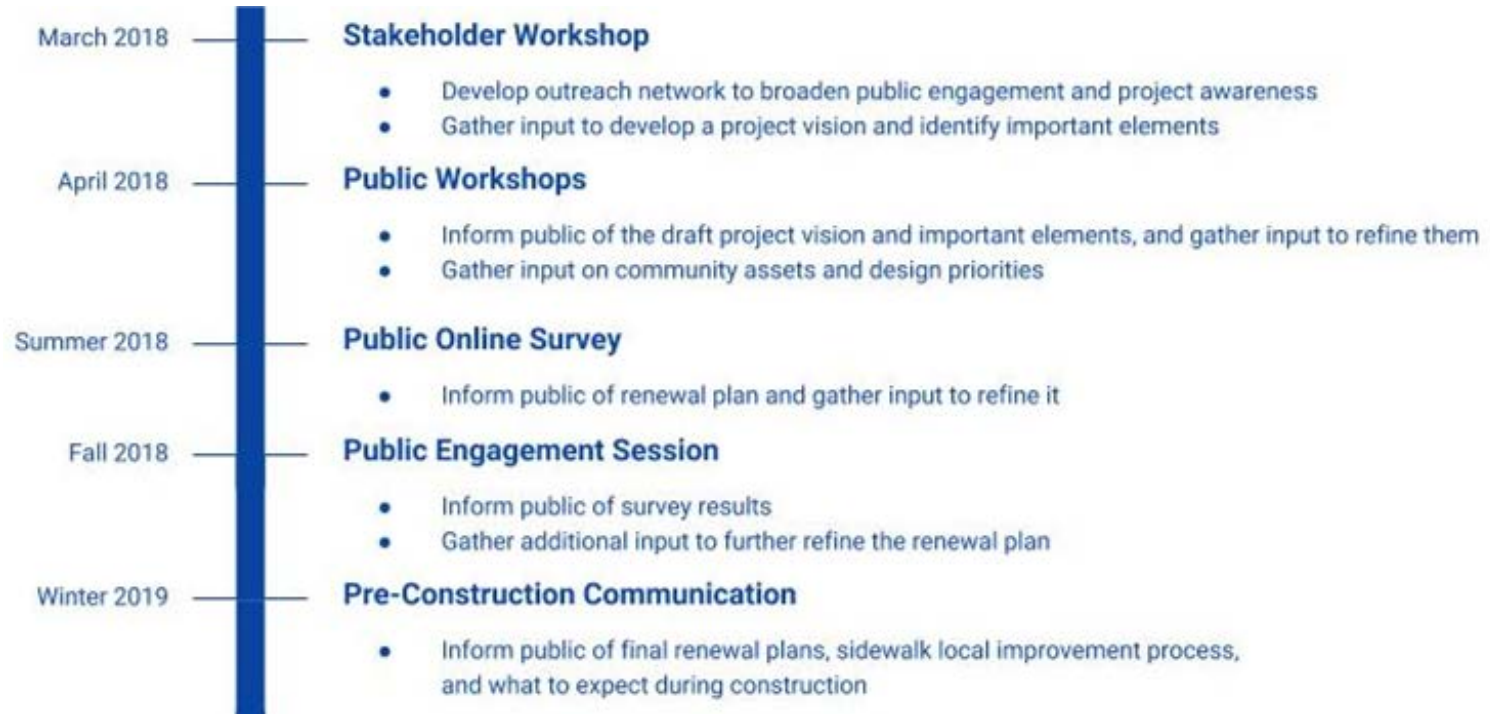 March 2018
Stakeholder Workshop
● Develop outreach network to broaden public engagement and project awareness
● Gather input to develop a project vision and identify important elements
April 2018
Public Workshops
● Inform public of the draft project vision and important elements, and gather input to refine them
● Gather input on community assets and design priorities
Summer 2018
Public Online Survey
● Inform public of renewal plan and gather input to refine it
Fall 2018
Public Engagement Session
● Inform public of survey results
● Gather additional input to further refine the renewal plan
Winter 2019
Pre-Construction Communication
● Inform public of final renewal plans, sidewalk local improvement process,
and what to expect during construction